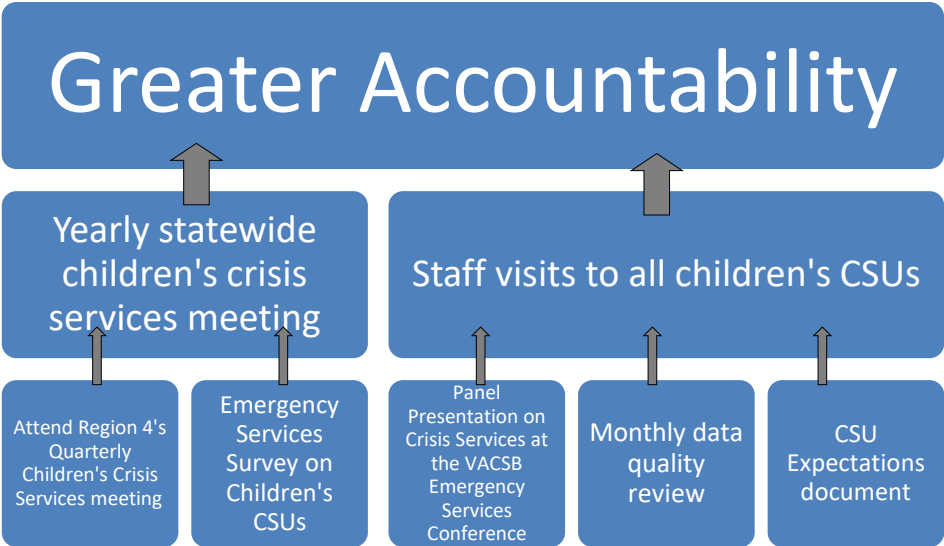 Greater Accountability
Yearly statewide
children's crisis
services meeting
Staff visits to all children's CSUs
Attend Region 4's
Quarterly
Children's Crisis
Services meeting
Emergency
Services
Survey on
Children's
CSUs
Panel
Presentation on
Crisis Services at
the VACSB
Emergency
Services
Conference
Monthly data
quality
review
CSU
Expectations
document